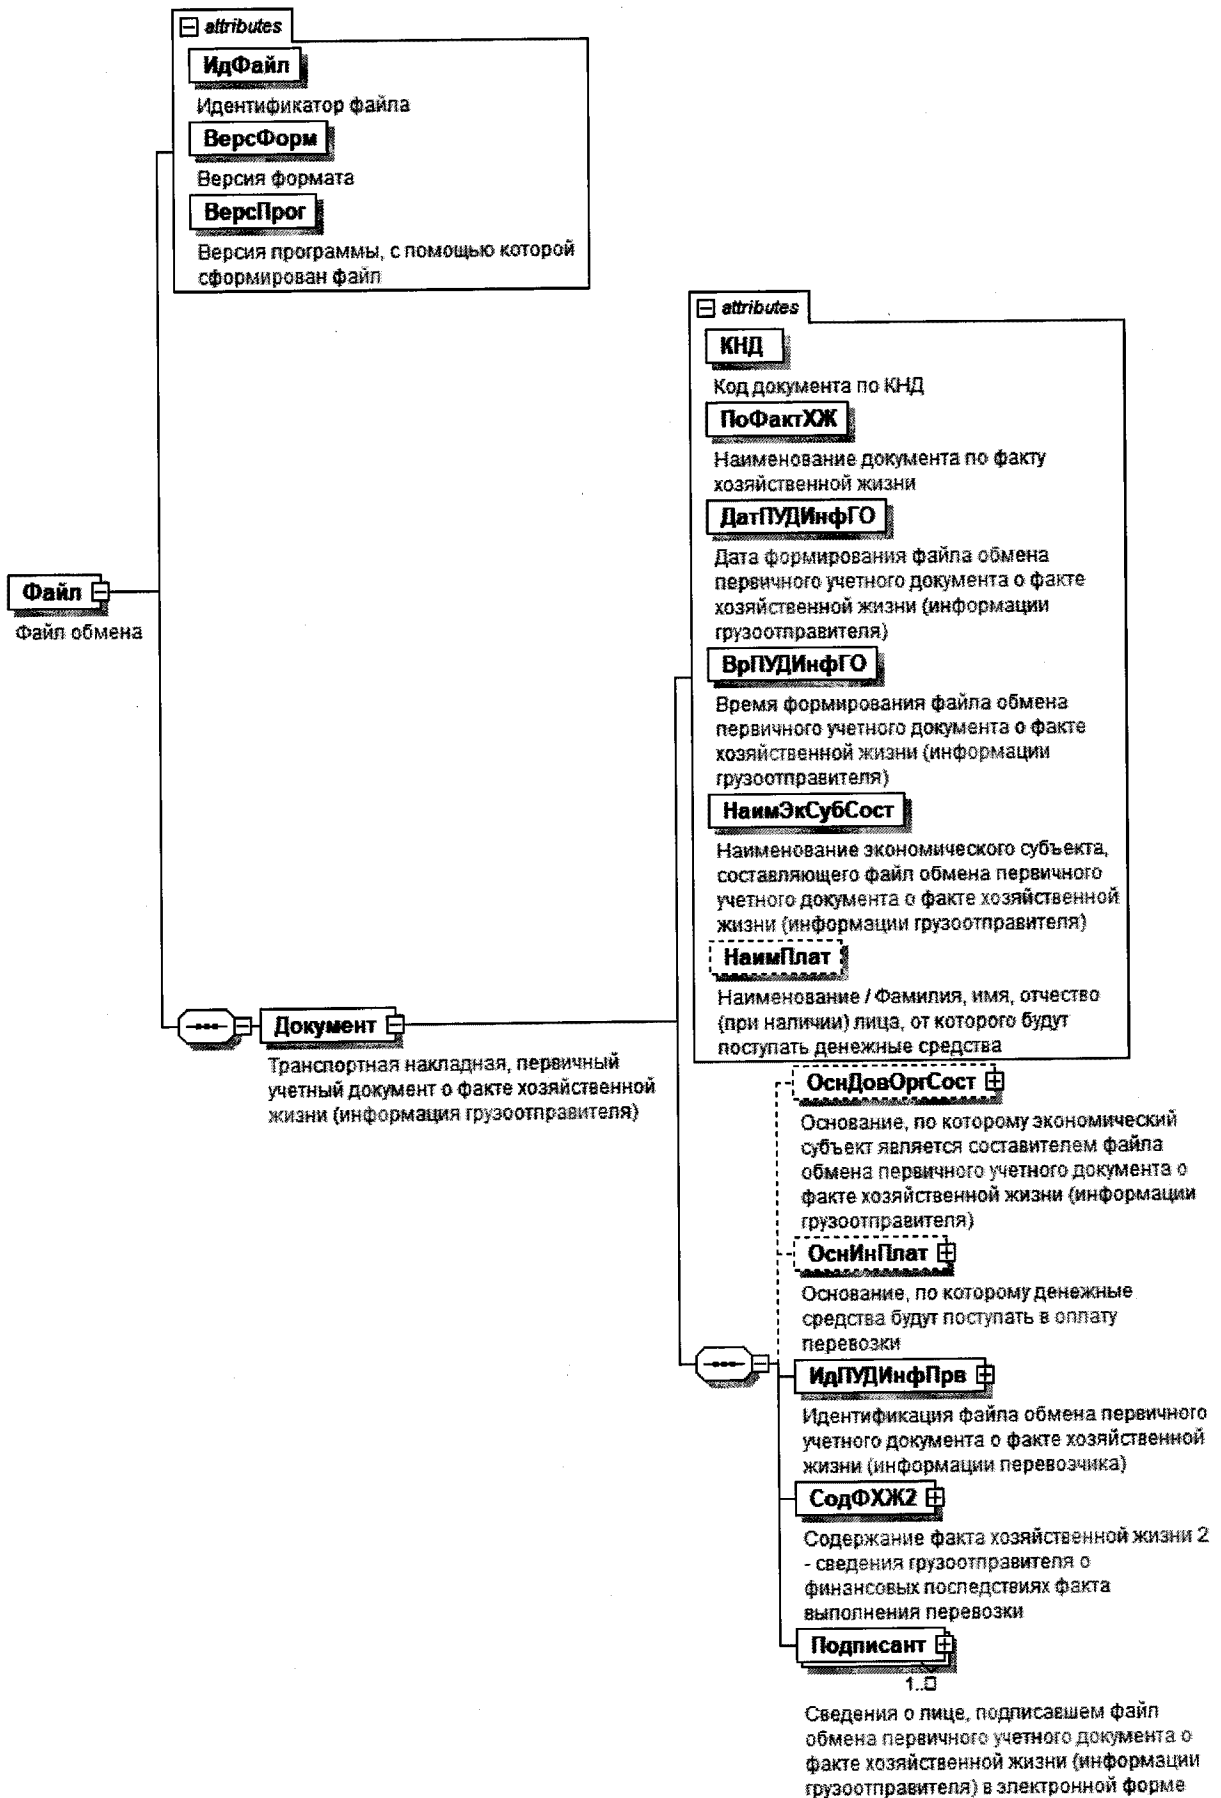 attributes
ИдФайл
Идентификатор файла
ВерсФорм
Версия формата
ВерсПрог
Версия программы, с помощью которой
сформирован файл
Файл
Файл обмена
Документ
Транспортная накладная, первичный
учетный документ о факте хозяйственной
жизни (информация грузоотправителя)
attributes
КНД
Код документа по КНД
ПоФактХЖ
Наименование документа по факту
хозяйственной жизни
ДатПУДИнфГО
Дата формирования файла обмена
первичного учетного документа о факте
хозяйственной жизни (информации
грузоотправителя)
ВрПУДИнфГО
Время формирования файла обмена
первичного учетного документа о факте
хозяйственной жизни (информации
грузоотправителя)
НаимЭкСубСост
Наименование экономического субъекта,
составляющего файл обмена первичного
учетного документа о факте хозяйственной
жизни (информации грузоотправителя)
НаимПлат
Наименование / Фамилия, имя, отчество
(при наличии) лица, от которого будут
поступать денежные средства
ОснДовОргСост
Основание, по которому экономический
субъект является составителем файла
обмена первичного учетного документа о
факте хозяйственной жизни (информации
грузоотправителя)
ОснИнПлат
Основание, по которому денежные
средства будут поступать в оплату
перевозки
ИдПУДИнфПрв
Идентификация файла обмена первичного
учетного документа о факте хозяйственной
жизни (информации перевозчика)
СодФХЖ2
Содержание факта хозяйственной жизни 2
- сведения грузоотправителя о
финансовых последствиях факта
выполнения перевозки
Подписант
1..□
Сведения о лице, подписавшем файл
обмена первичного учетного документа о
факте хозяйственной жизни (информации
грузоотправителя) в электронной форме